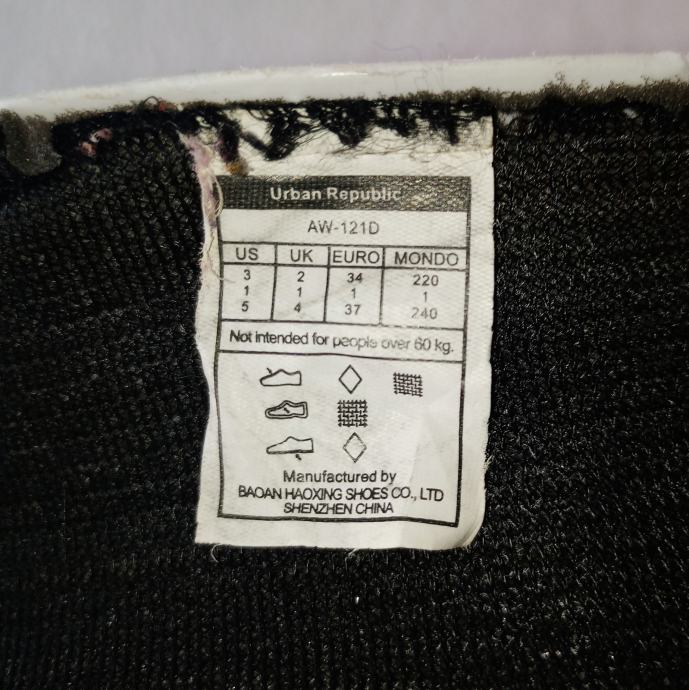 Urban Republic
AW-121D
US UK EURO MONDO
3 2 34 220
1 1 1 1
5 4 37 240
Not intended for people over 60 kg.
Manufactured by
BAOAN HAOXING SHOES CO., LTD
SHENZHEN CHINA